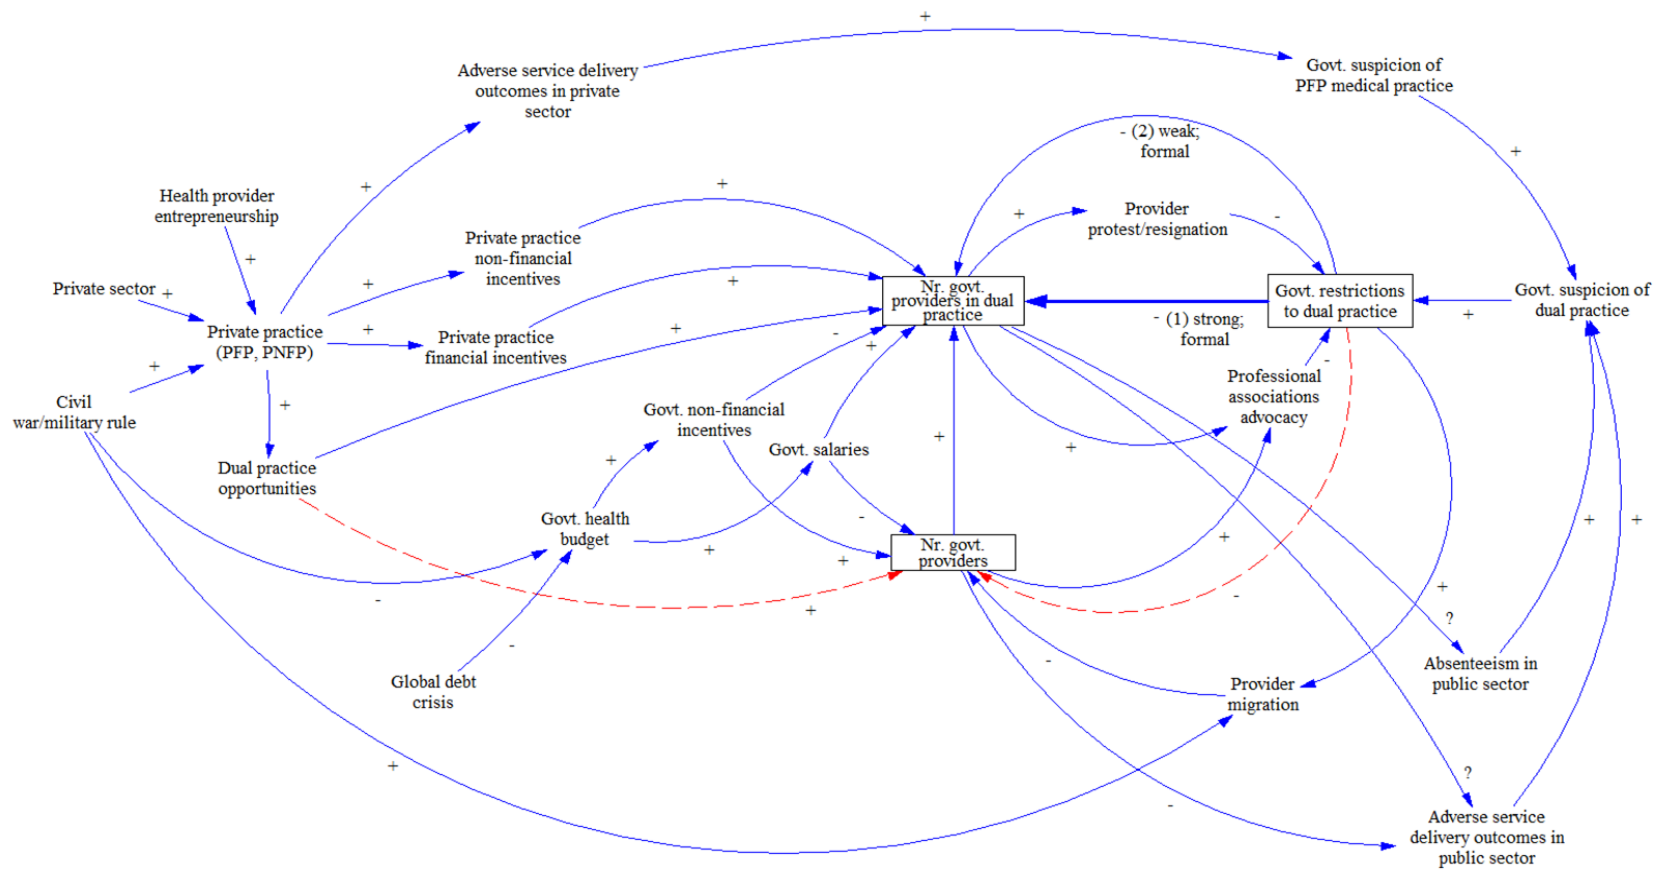 +
Adverse service delivery
outcomes in private
sector
Govt. suspicion of
PFP medical practice
- (2) weak;
formal
+
+
Health provider
entrepreneurship
+
+
Provider
protest/resignation
-
Private practice
non-financial
incentives
+
Private sector
+
+
+
Nr. govt.
providers in dual
practice
Govt. restrictions
to dual practice
Govt. suspicion of
dual practice
+
- (1) strong;
formal
Private practice
(PFP, PNFP)
+
Private practice
financial incentives
+
-
+
-
+
Professional
associations
advocacy
Civil
war/military rule
+
Govt. non-financial
incentives
Govt. salaries
+
+
Dual practice
opportunities
+
Govt. health
budget
-
+
+
+
+
+
Nr. govt.
providers
+
-
+
-
+
?
-
-
Absenteeism in
public sector
Global debt
crisis
Provider
migration
+
?
-
Adverse service
delivery outcomes in
public sector